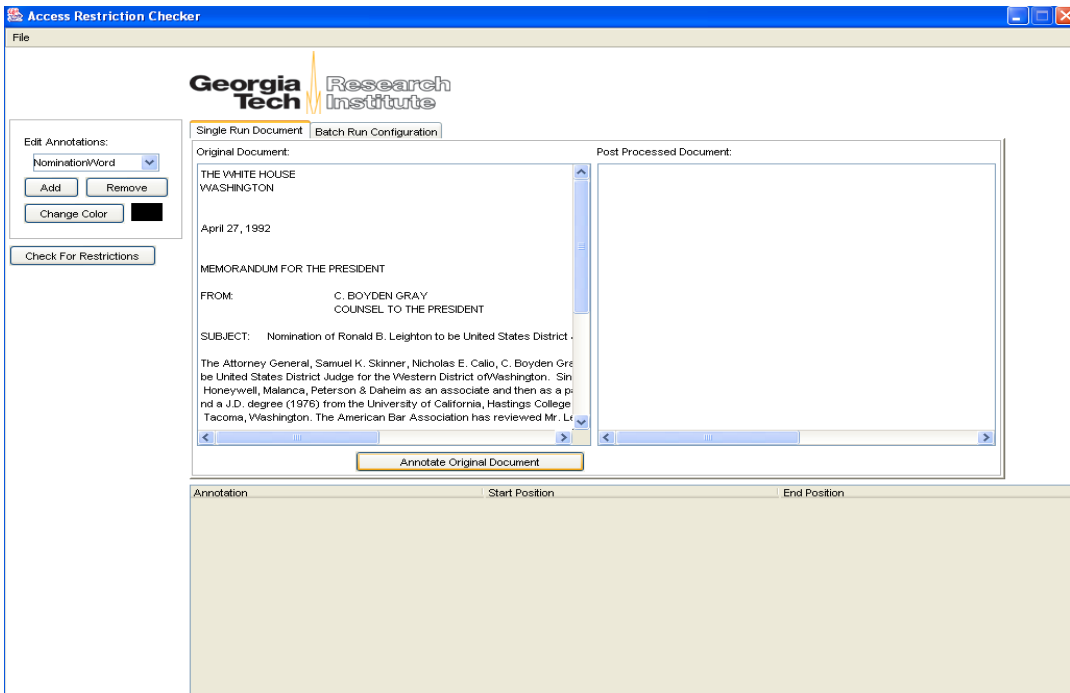 Access Restriction Checker
File
Georgia Tech Research Institute
Edit Annotations:
NominationWord
Add Remove
Change Color
Check For Restrictions
Single Run Document Batch Run Configuration
Original Document:
THE WHITE HOUSE
WASHINGTON
April 27, 1992
MEMORANDUM FOR THE PRESIDENT
FROM: C. BOYDEN GRAY
COUNSEL TO THE PRESIDENT
SUBJECT: Nomination of Ronald B. Leighton to be United States District
The Attorney General, Samuel K. Skinner, Nicholas E. Calio, C. Boyden Gra
be United States District Judge for the Western District ofWashington. Sin
Honeywell, Malanca, Peterson & Daheim as an associate and then as a pa
nd a J.D. degree (1976) from the University of California, Hastings College
Tacoma, Washington. The American Bar Association has reviewed Mr. Le
Annotate Original Document
Post Processed Document:
Annotation Start Position End Position